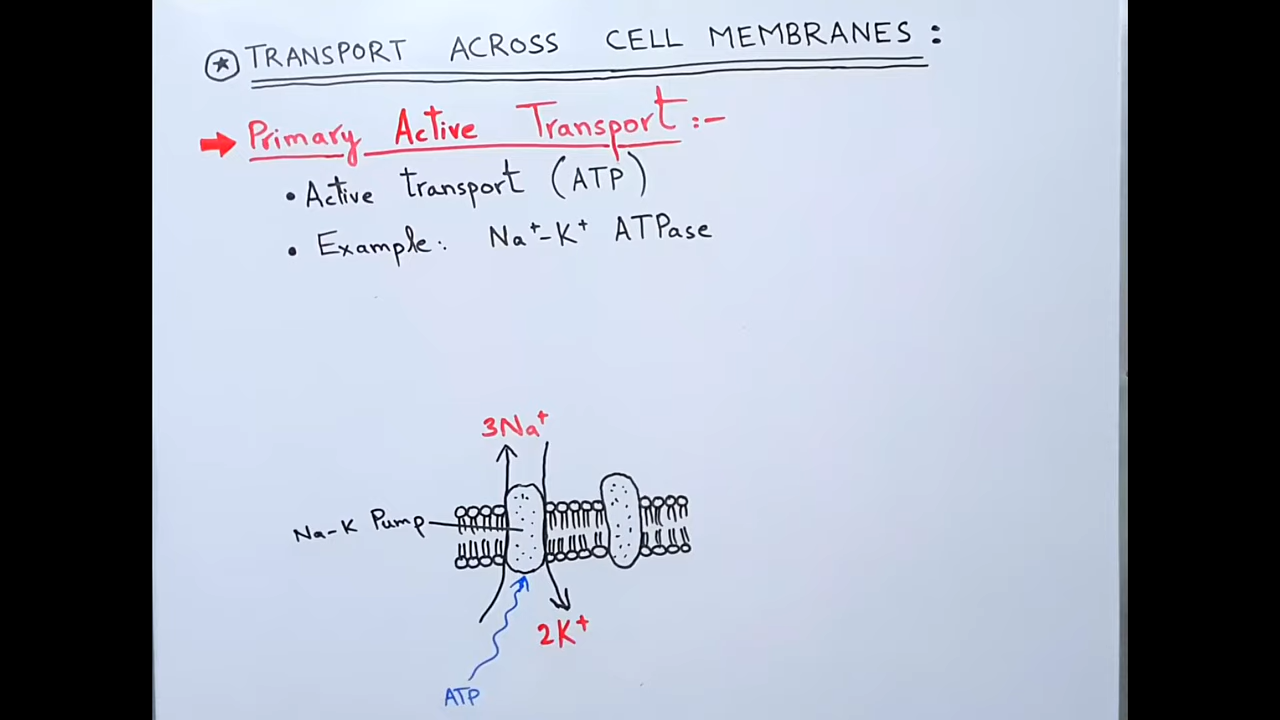 ★ TRANSPORT ACROSS CELL MEMBRANES:
➡ Primary Active Transport:-
• Active transport (ATP)
• Example: Na⁺-K⁺ ATPase
3Na⁺
Na-K Pump
2K⁺
ATP